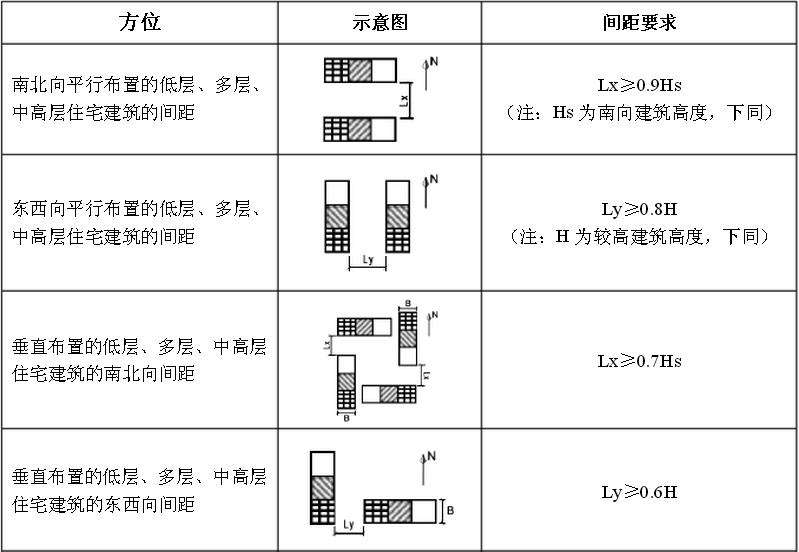 方位
示意图
间距要求
南北向平行布置的低层、多层、
中高层住宅建筑的间距
N
Lx
Lx≥0.9Hs
（注：Hs 为南向建筑高度，下同）
东西向平行布置的低层、多层、
中高层住宅建筑的间距
N
Ly
Ly≥0.8H
（注：H 为较高建筑高度，下同）
垂直布置的低层、多层、中高层
住宅建筑的南北向间距
B
N
Lx
Lx
B
Lx≥0.7Hs
垂直布置的低层、多层、中高层
住宅建筑的东西向间距
N
Ly
B
Ly≥0.6H